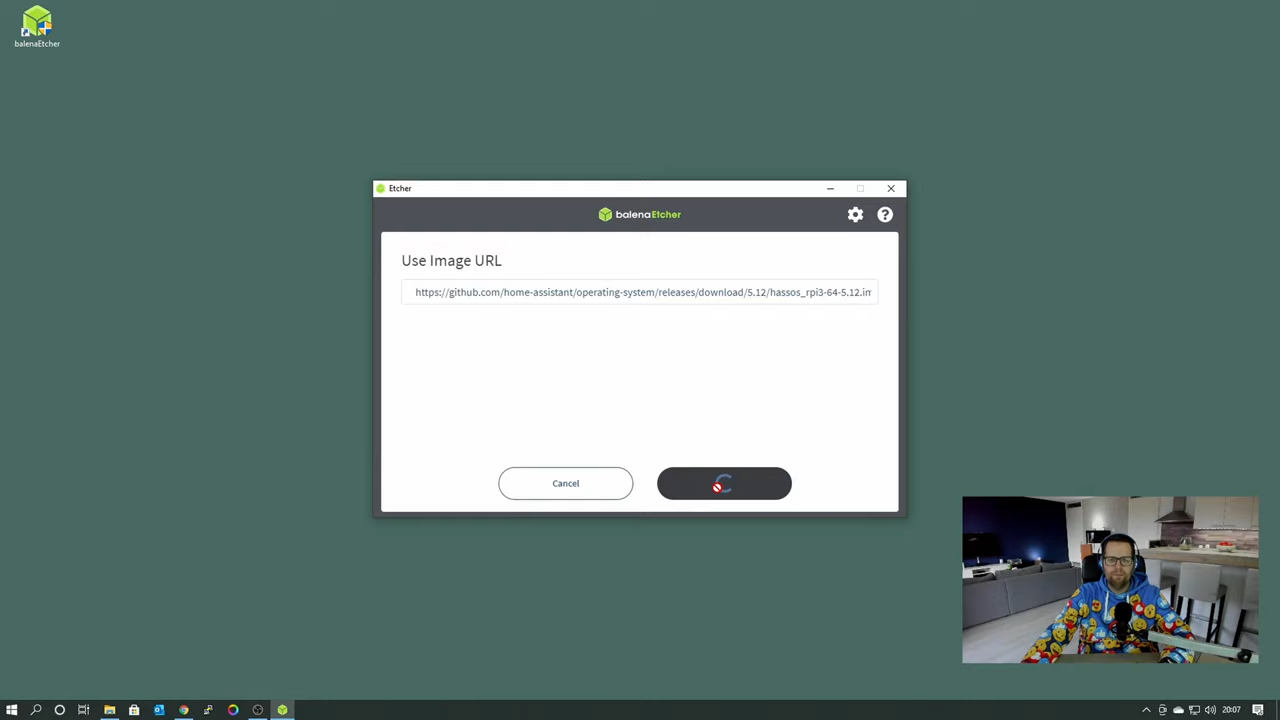 balenaEtcher
Etcher
balenaEtcher
Use Image URL
https://github.com/home-assistant/operating-system/releases/download/5.12/hassos_rpi3-64-5.12.im
Cancel
20:07